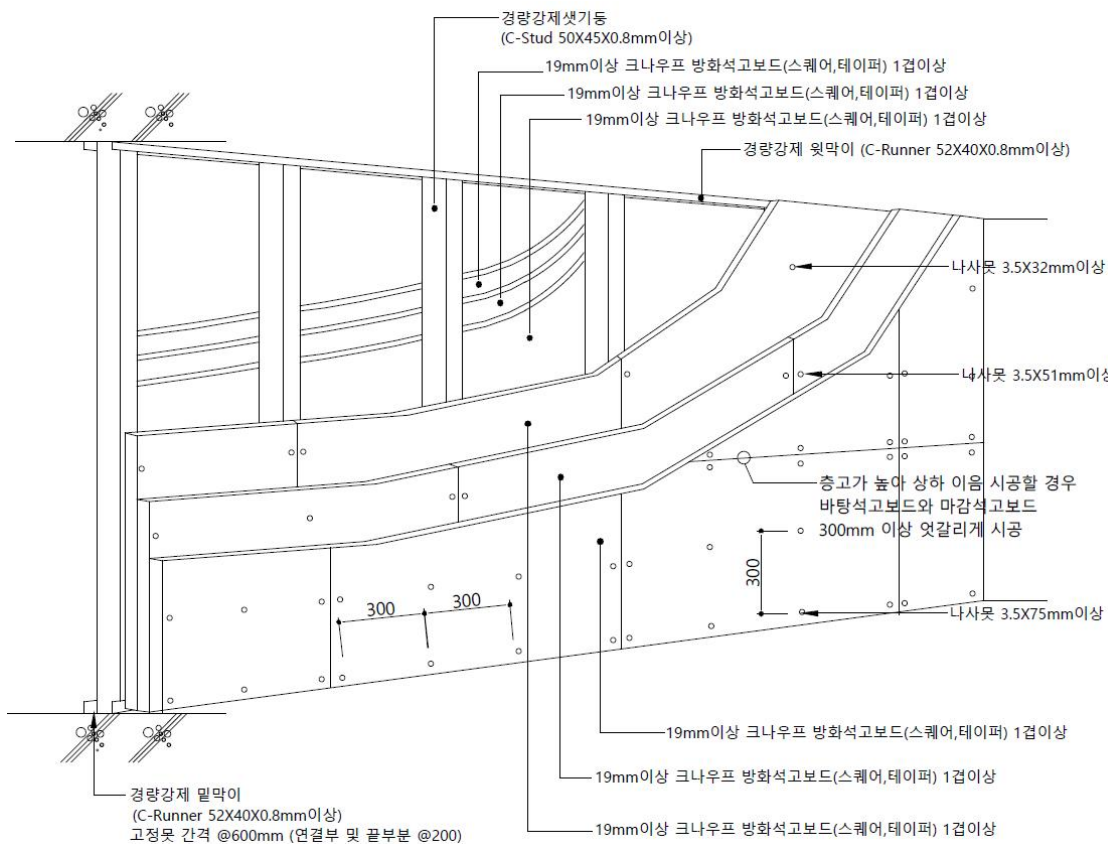 경량강제샛기둥
(C-Stud 50X45X0.8mm이상)
19mm이상 크나우프 방화석고보드(스퀘어,테이퍼) 1겹이상
19mm이상 크나우프 방화석고보드(스퀘어,테이퍼) 1겹이상
19mm이상 크나우프 방화석고보드(스퀘어,테이퍼) 1겹이상
경량강제 윗막이 (C-Runner 52X40X0.8mm이상)
나사못 3.5X32mm이상
나사못 3.5X51mm이상
층고가 높아 상하 이음 시공할 경우
바탕석고보드와 마감석고보드
300mm 이상 엇갈리게 시공
300
300
300
나사못 3.5X75mm이상
19mm이상 크나우프 방화석고보드(스퀘어,테이퍼) 1겹이상
19mm이상 크나우프 방화석고보드(스퀘어,테이퍼) 1겹이상
19mm이상 크나우프 방화석고보드(스퀘어,테이퍼) 1겹이상
경량강제 밑막이
(C-Runner 52X40X0.8mm이상)
고정못 간격 @600mm (연결부 및 끝부분 @200)